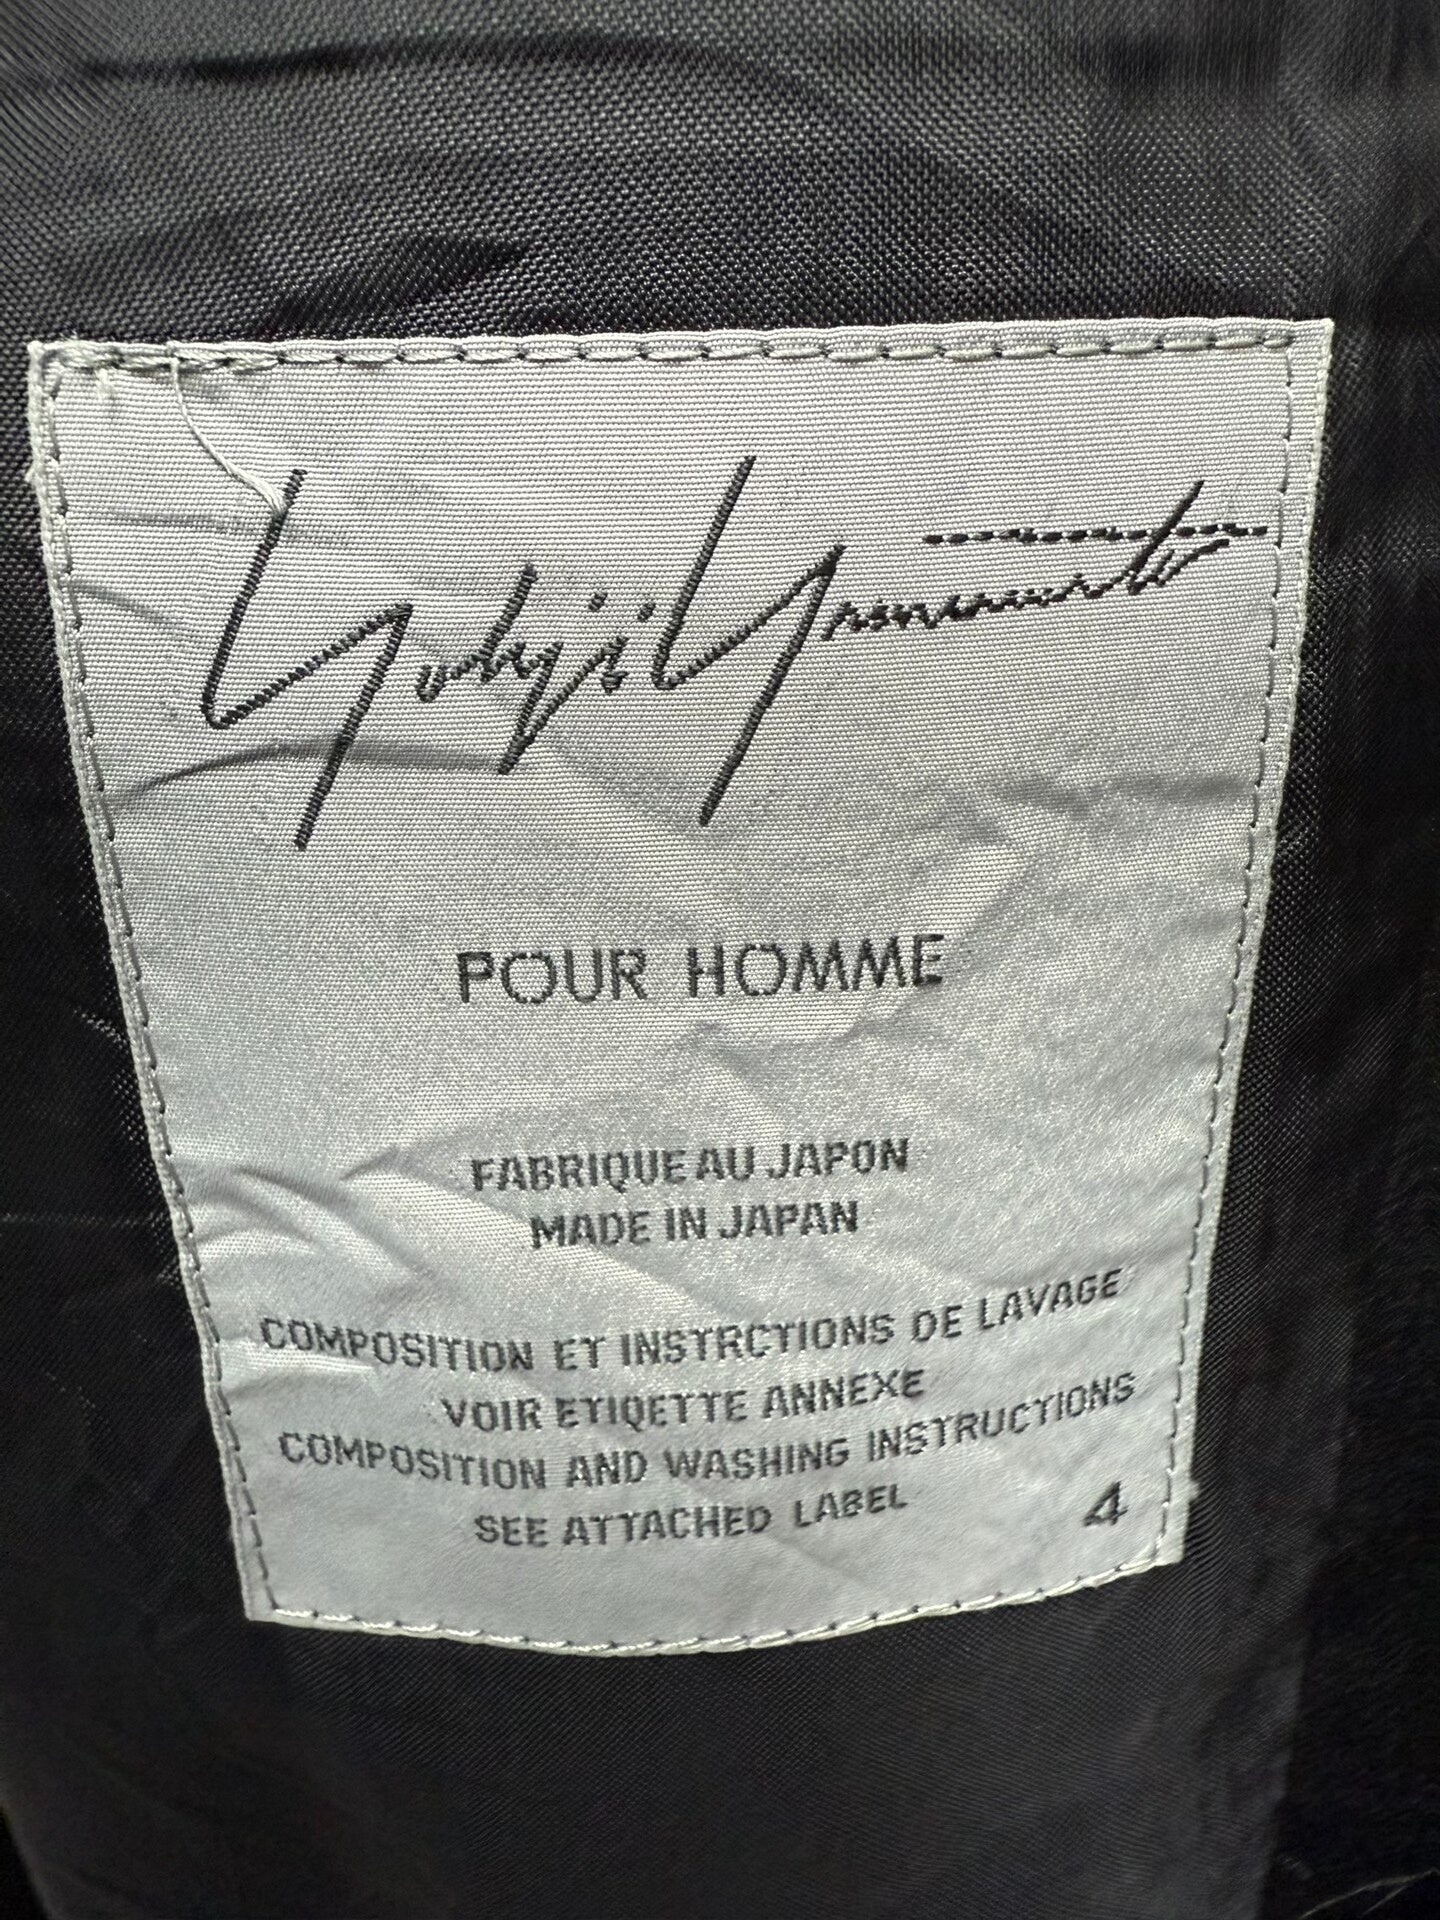 Yohji Yamamoto
POUR HOMME
FABRIQUE AU JAPON
MADE IN JAPAN
COMPOSITION ET INSTRCTIONS DE LAVAGE
VOIR ETIQETTE ANNEXE
COMPOSITION AND WASHING INSTRUCTIONS
SEE ATTACHED LABEL
4